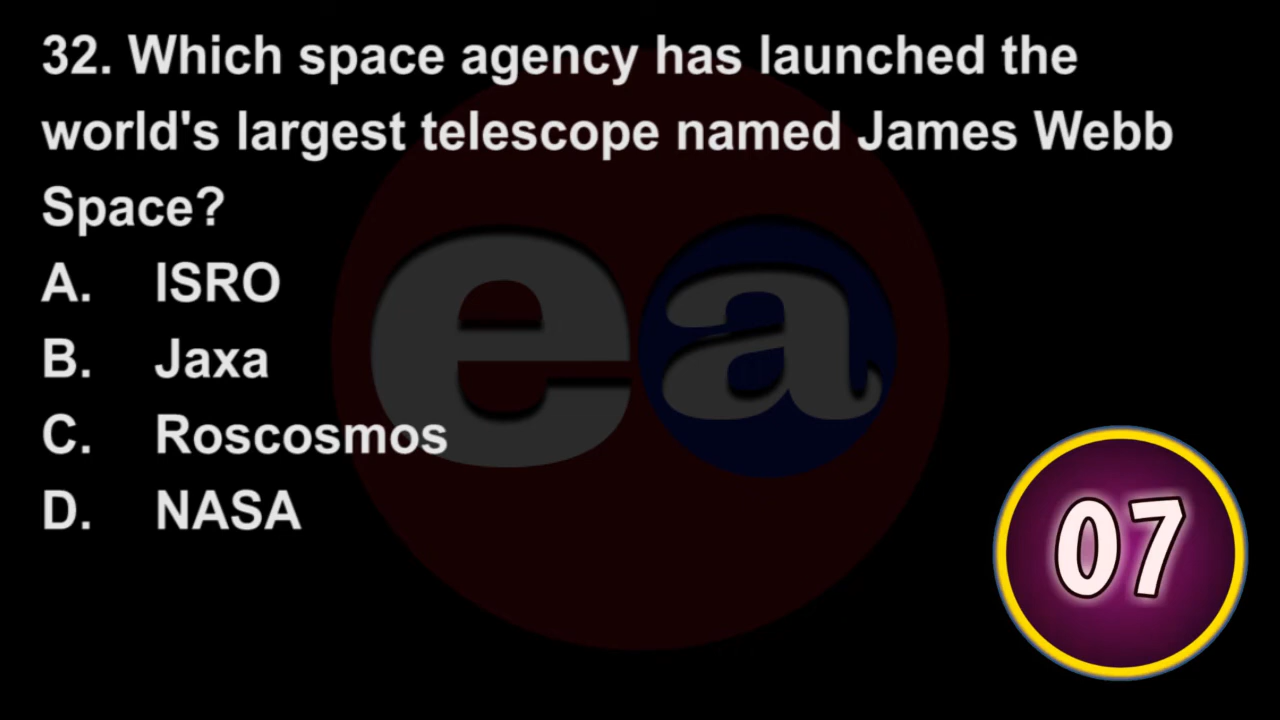 32. Which space agency has launched the
world's largest telescope named James Webb
Space?
A. ISRO
B. Jaxa
C. Roscosmos
D. NASA
ea
07